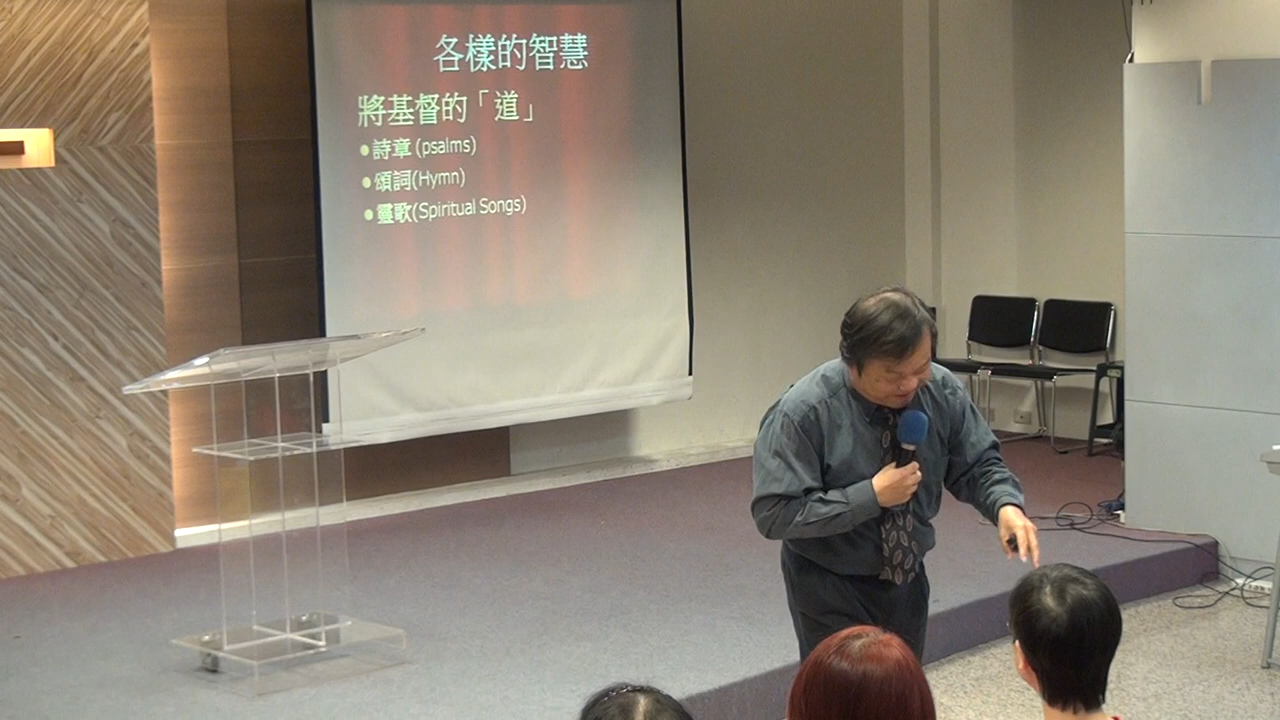 各樣的智慧
將基督的「道」
•詩章 (psalms)
•頌詞(Hymn)
•靈歌(Spiritual Songs)